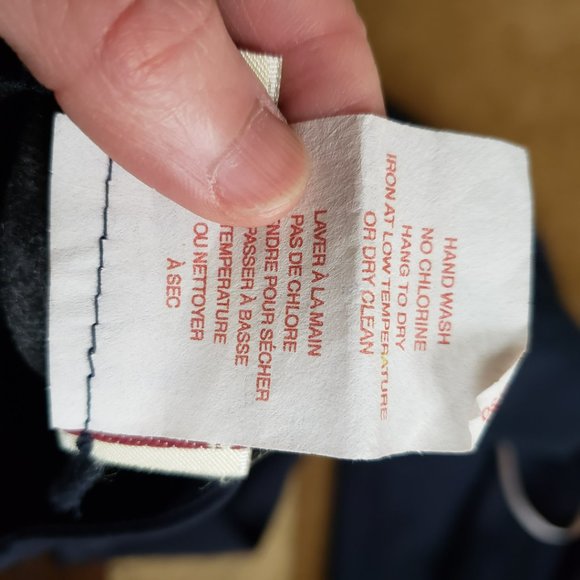 HAND WASH
NO CHLORINE
HANG TO DRY
IRON AT LOW TEMPERATURE
OR DRY CLEAN
LAVER À LA MAIN
PAS DE CHLORE
ENDRE POUR SÉCHER
PASSER À BASSE
TEMPERATURE
OU NETTOYER
À SEC